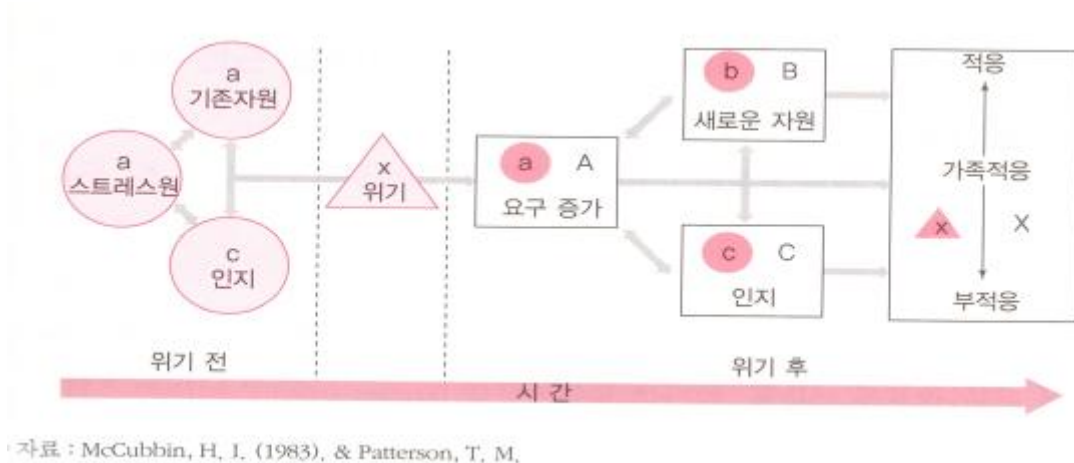 a
기존자원
a
스트레스원
c
인지
x
위기
a A
요구 증가
b B
새로운 자원
c C
인지
적응
가족적응
x X
부적응
위기 전
위기 후
시간
자료 : McCubbin, H. I. (1983), & Patterson, T. M.